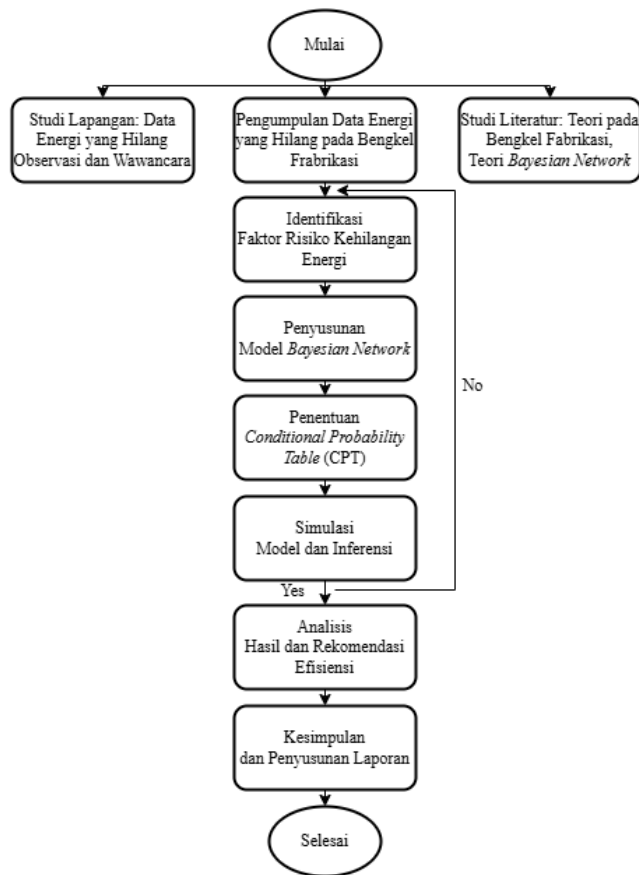 Mulai
Studi Lapangan: Data
Energi yang Hilang
Observasi dan Wawancara
Pengumpulan Data Energi
yang Hilang pada Bengkel
Frabrikasi
Studi Literatur: Teori pada
Bengkel Fabrikasi,
Teori Bayesian Network
Identifikasi
Faktor Risiko Kehilangan
Energi
Penyusunan
Model Bayesian Network
No
Penentuan
Conditional Probability
Table (CPT)
Simulasi
Model dan Inferensi
Yes
Analisis
Hasil dan Rekomendasi
Efisiensi
Kesimpulan
dan Penyusunan Laporan
Selesai